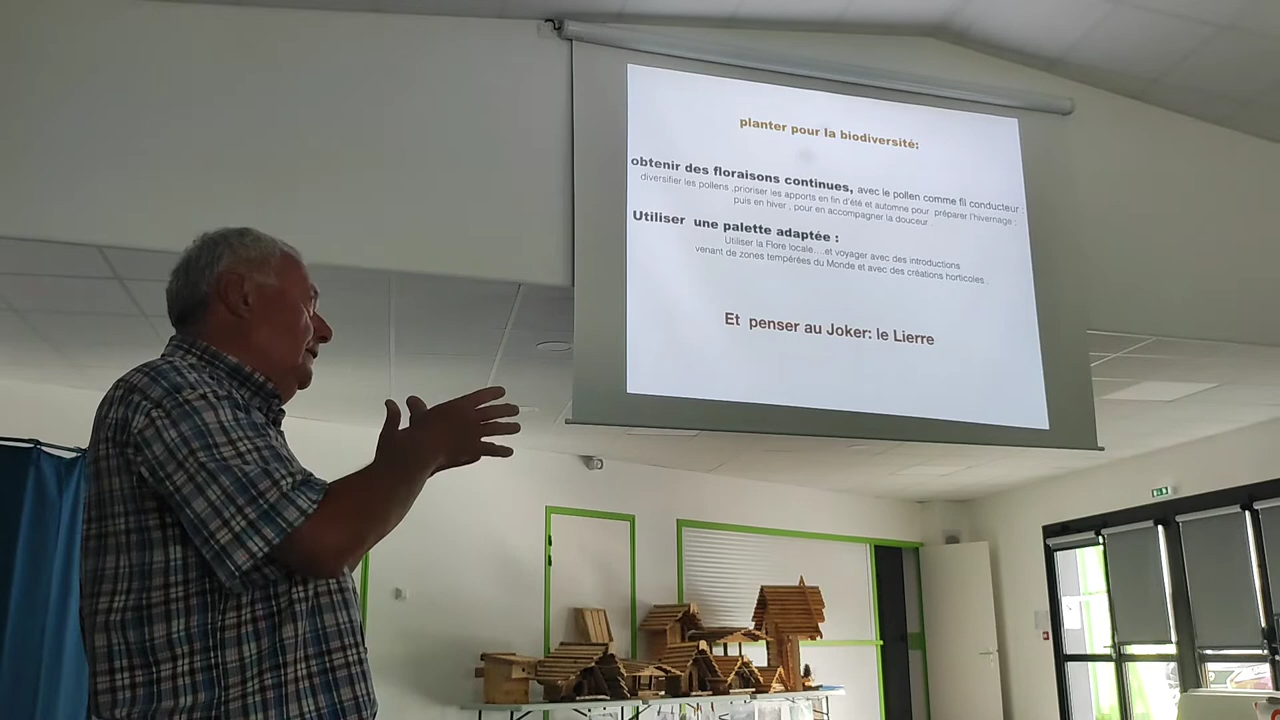 planter pour la biodiversité:
obtenir des floraisons continues, avec le pollen comme fil conducteur :
diversifier les pollens ,prioriser les apports en fin d'été et automne pour préparer l'hivernage ;
puis en hiver , pour en accompagner la douceur .
Utiliser une palette adaptée :
Utiliser la Flore locale....et voyager avec des introductions
venant de zones tempérées du Monde et avec des créations horticoles .
Et penser au Joker: le Lierre